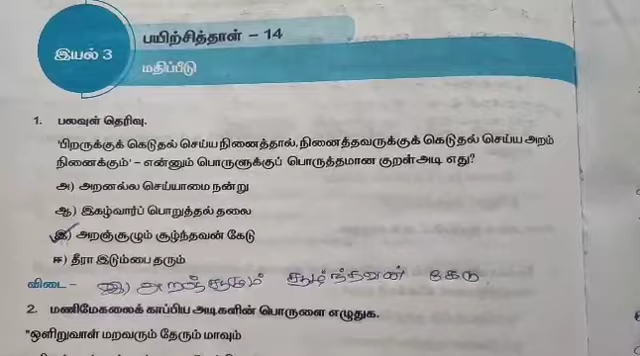 பயிற்சித்தாள் – 14
இயல் 3
மதிப்பீடு
1. பலவுள் தெரிவு.
'பிறருக்குக் கெடுதல் செய்ய நினைத்தால், நினைத்தவருக்குக் கெடுதல் செய்ய அறம்
நினைக்கும்' – என்னும் பொருளுக்குப் பொருத்தமான குறள் அடி எது?
அ) அறனல்ல செய்யாமை நன்று
ஆ) இகழ்வார்ப் பொறுத்தல் தலை
இ) அறஞ்சூழும் சூழ்ந்தவன் கேடு
ஈ) தீரா இடும்பை தரும்
விடை – இ) அறஞ்சூழும் சூழ்ந்தவன் கேடு
2. மணிமேகலைக் காப்பிய அடிகளின் பொருளை எழுதுக.
"ஒளிறுவாள் மறவரும் தேரும் மாவும்